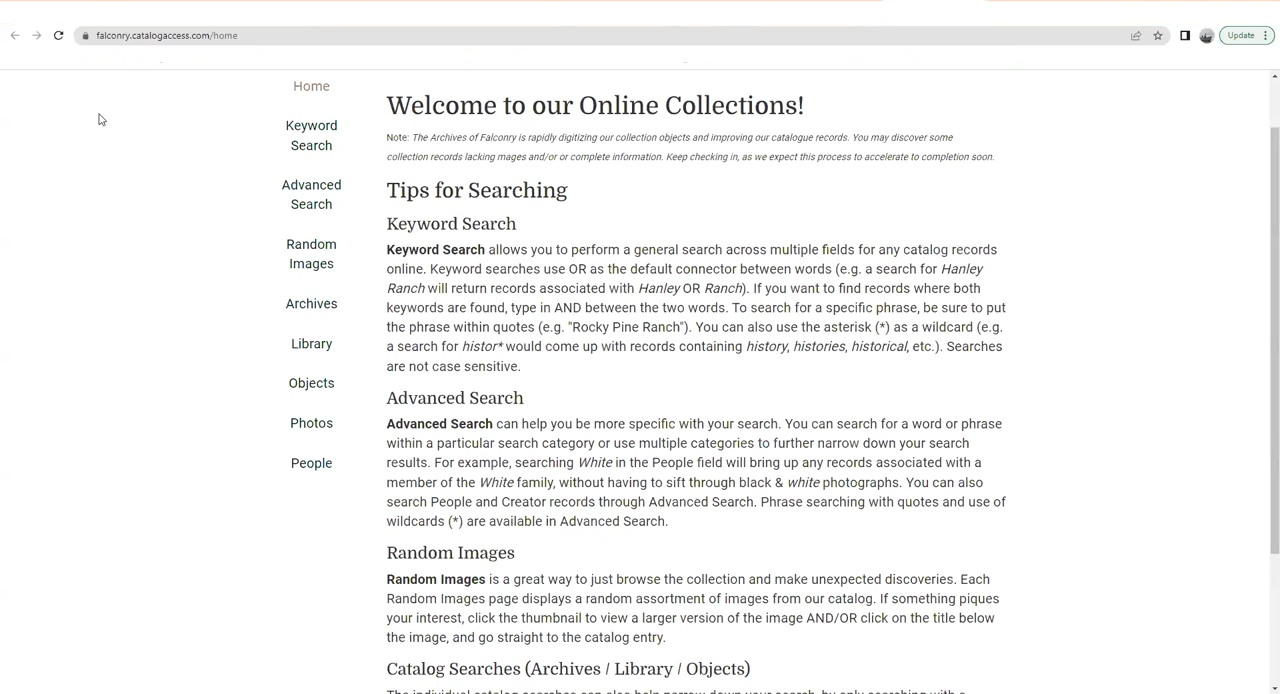 falconry.catalogaccess.com/home
Update
Home
Keyword
Search
Advanced
Search
Random
Images
Archives
Library
Objects
Photos
People
Welcome to our Online Collections!
Note: The Archives of Falconry is rapidly digitizing our collection objects and improving our catalogue records. You may discover some
collection records lacking mages and/or or complete information. Keep checking in, as we expect this process to accelerate to completion soon.
Tips for Searching
Keyword Search
Keyword Search allows you to perform a general search across multiple fields for any catalog records
online. Keyword searches use OR as the default connector between words (e.g. a search for Hanley
Ranch will return records associated with Hanley OR Ranch). If you want to find records where both
keywords are found, type in AND between the two words. To search for a specific phrase, be sure to put
the phrase within quotes (e.g. "Rocky Pine Ranch"). You can also use the asterisk (*) as a wildcard (e.g.
a search for histor* would come up with records containing history, histories, historical, etc.). Searches
are not case sensitive.
Advanced Search
Advanced Search can help you be more specific with your search. You can search for a word or phrase
within a particular search category or use multiple categories to further narrow down your search
results. For example, searching White in the People field will bring up any records associated with a
member of the White family, without having to sift through black & white photographs. You can also
search People and Creator records through Advanced Search. Phrase searching with quotes and use of
wildcards (*) are available in Advanced Search.
Random Images
Random Images is a great way to just browse the collection and make unexpected discoveries. Each
Random Images page displays a random assortment of images from our catalog. If something piques
your interest, click the thumbnail to view a larger version of the image AND/OR click on the title below
the image, and go straight to the catalog entry.
Catalog Searches (Archives / Library / Objects)
The individual catalog searches can also help narrow down your search, by only searching with a